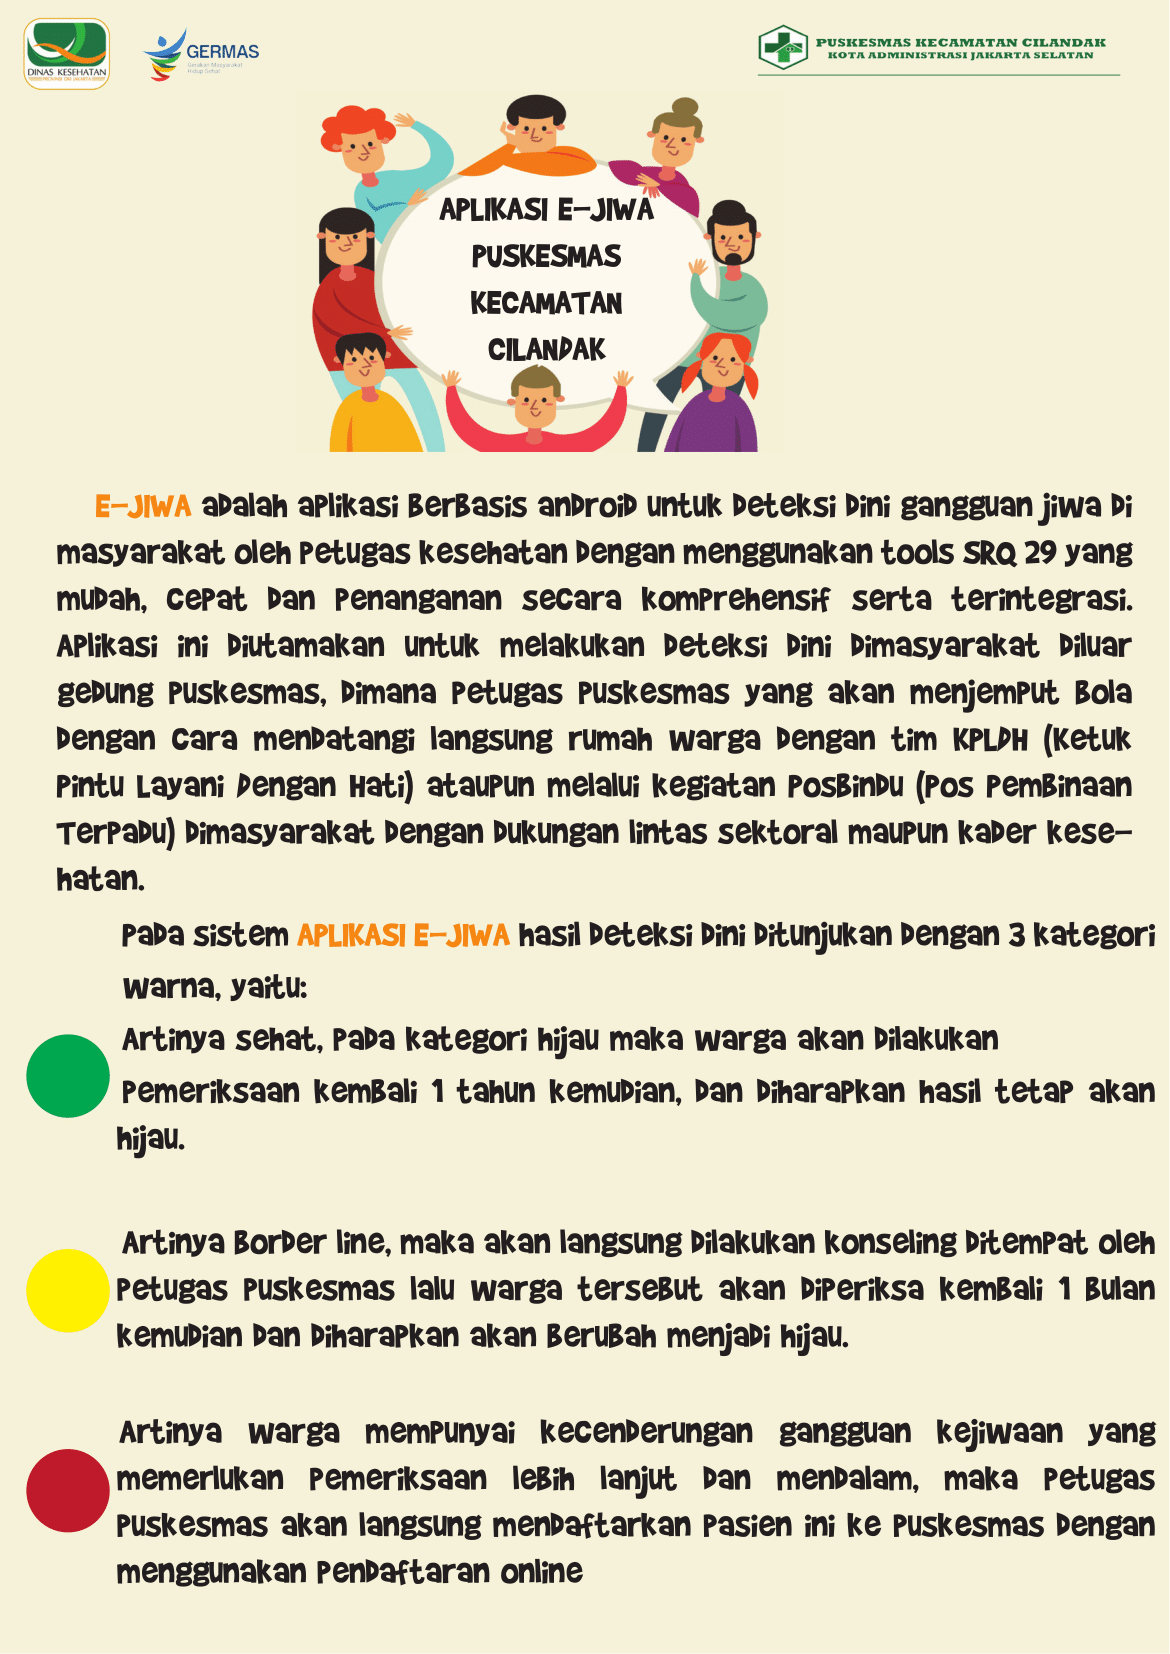 DINAS KESEHATAN
GERMAS
Gerakan Masyarakat
Hidup Sehat
PUSKESMAS KECAMATAN CILANDAK
KOTA ADMINISTRASI JAKARTA SELATAN
APLIKASI E-JIWA
PUSKESMAS
KECAMATAN
CILANDAK
E-JIWA adalah aplikasi berbasis android untuk deteksi dini gangguan jiwa di
masyarakat oleh petugas kesehatan dengan menggunakan tools SRQ 29 yang
mudah, cepat dan penanganan secara komprehensif serta terintegrasi.
Aplikasi ini diutamakan untuk melakukan deteksi dini dimasyarakat diluar
gedung puskesmas, dimana petugas puskesmas yang akan menjemput bola
dengan cara mendatangi langsung rumah warga dengan tim KPLDH (Ketuk
Pintu Layani Dengan Hati) ataupun melalui kegiatan posbindu (Pos Pembinaan
Terpadu) dimasyarakat dengan dukungan lintas sektoral maupun kader kese-
hatan.
Pada sistem APLIKASI E-JIWA hasil deteksi dini ditunjukan dengan 3 kategori
warna, yaitu:
Artinya sehat, pada kategori hijau maka warga akan dilakukan
pemeriksaan kembali 1 tahun kemudian, dan diharapkan hasil tetap akan
hijau.
Artinya border line, maka akan langsung dilakukan konseling ditempat oleh
petugas puskesmas lalu warga tersebut akan diperiksa kembali 1 bulan
kemudian dan diharapkan akan berubah menjadi hijau.
Artinya warga mempunyai kecenderungan gangguan kejiwaan yang
memerlukan pemeriksaan lebih lanjut dan mendalam, maka petugas
puskesmas akan langsung mendaftarkan pasien ini ke puskesmas dengan
menggunakan pendaftaran online